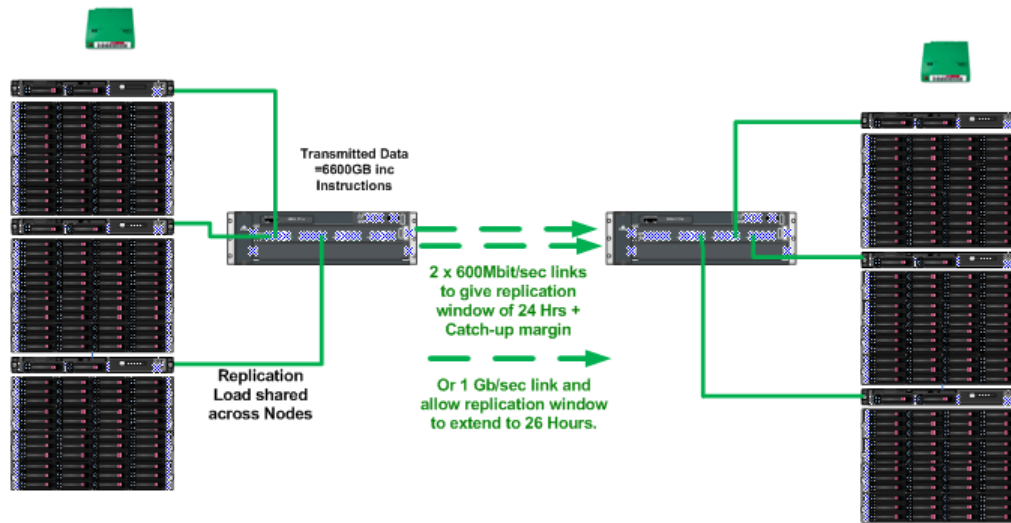 Transmitted Data
=6600GB inc
Instructions
2 x 600Mbit/sec links
to give replication
window of 24 Hrs +
Catch-up margin
Replication
Load shared
across Nodes
Or 1 Gb/sec link and
allow replication window
to extend to 26 Hours.